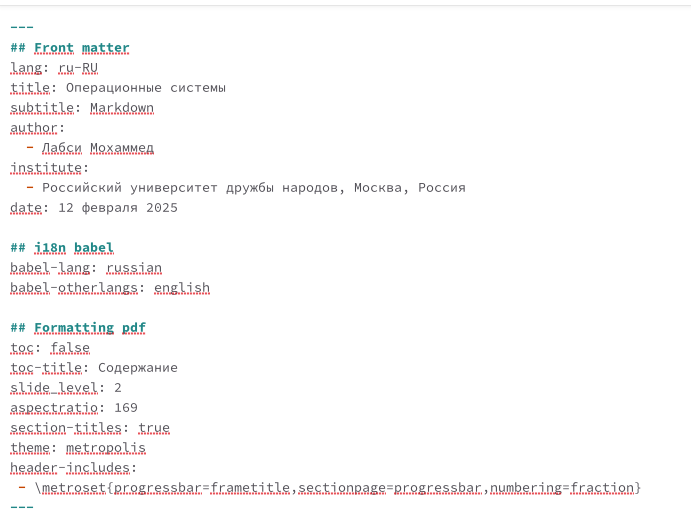 ---
## Front matter
lang: ru-RU
title: Операционные системы
subtitle: Markdown
author:
  - Лабси Мохаммед
institute:
  - Российский университет дружбы народов, Москва, Россия
date: 12 февраля 2025

## i18n babel
babel-lang: russian
babel-otherlangs: english

## Formatting pdf
toc: false
toc-title: Содержание
slide_level: 2
aspectratio: 169
section-titles: true
theme: metropolis
header-includes:
 - \metroset{progressbar=frametitle,sectionpage=progressbar,numbering=fraction}
---